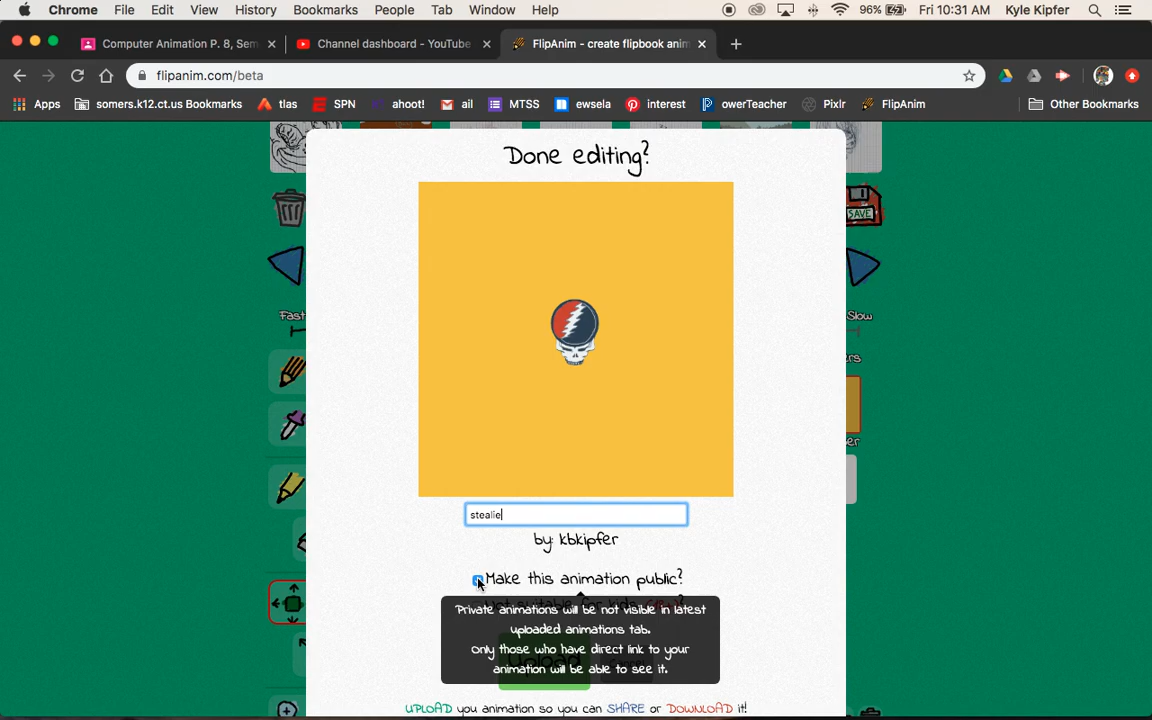 Chrome File Edit View History Bookmarks People Tab Window Help 96% Fri 10:31 AM Kyle Kipfer
Computer Animation P. 8, Sem Channel dashboard - YouTube FlipAnim - create flipbook anim
flipanim.com/beta
Apps somers.k12.ct.us Bookmarks tlas SPN ahoot! ail MTSS ewsela interest owerTeacher Pixlr FlipAnim Other Bookmarks
Done editing?
SAVE
Fast
Slow
stealie
by: kbkipfer
Make this animation public?
Private animations will be not visible in latest
uploaded animations tab.
Only those who have direct link to your
animation will be able to see it.
UPLOAD you animation so you can SHARE or DOWNLOAD it!